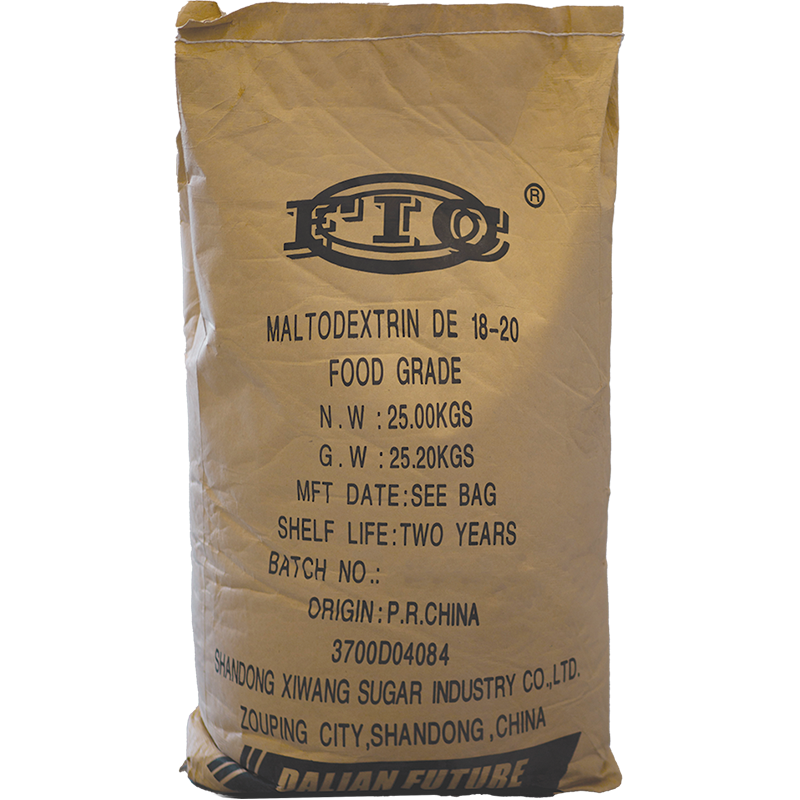 FIC
®
MALTODEXTRIN DE 18-20
FOOD GRADE
N.W :25.00KGS
G.W :25.20KGS
MFT DATE:SEE BAG
SHELF LIFE:TWO YEARS
BATCH NO.:
ORIGIN:P.R.CHINA
3700D04084
SHANDONG XIWANG SUGAR INDUSTRY CO.,LTD.
ZOUPING CITY,SHANDONG,CHINA
DALIAN FUTURE